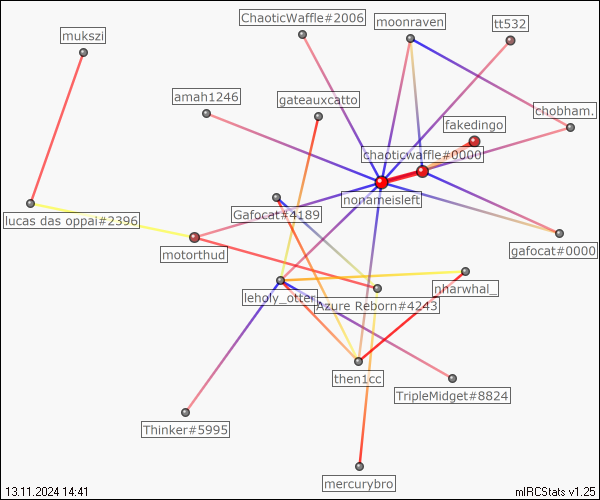 ChaoticWaffle#2006
moonraven
tt532
mukszi
amah1246
gateauxcatto
chobham.
fakedingo
chaoticwaffle#0000
nonameisleft
lucas das oppai#2396
Gafocat#4189
motorthud
gafocat#0000
leholy_otter
Azure Reborn#4243
nharwhal_
then1cc
TripleMidget#8824
Thinker#5995
mercurybro
13.11.2024 14:41
mIRCStats v1.25